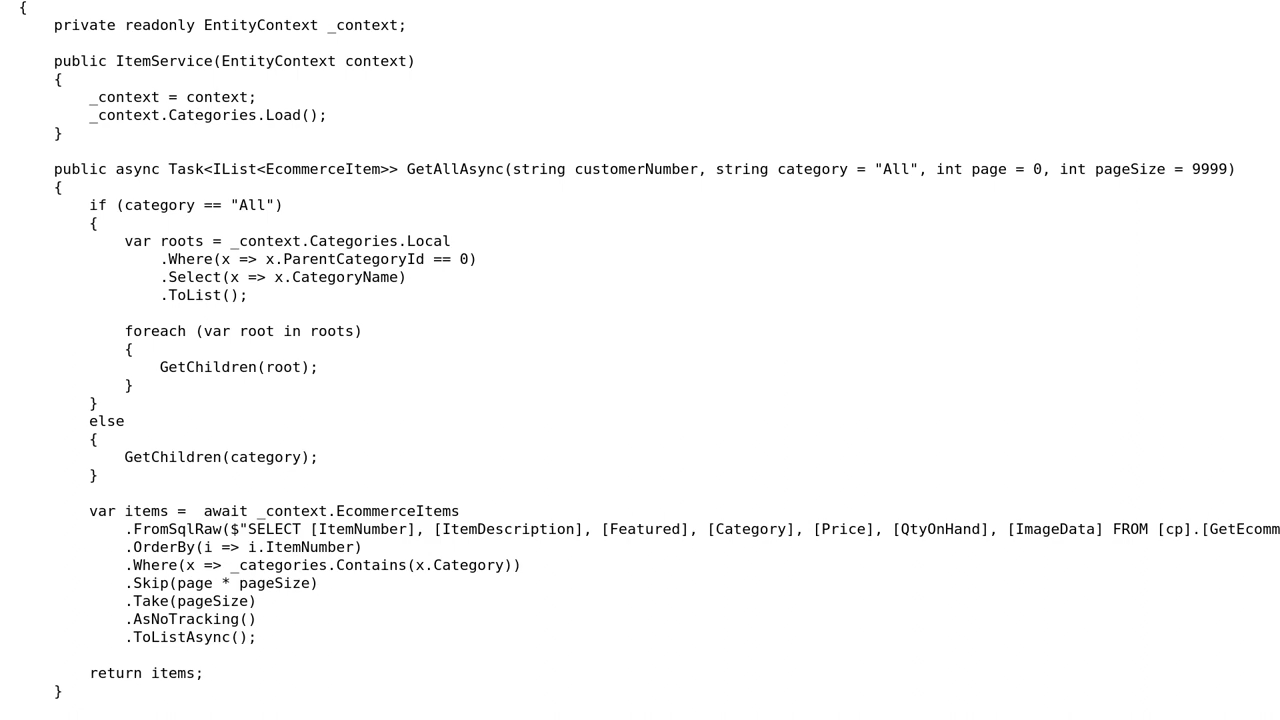 {
    private readonly EntityContext _context;

    public ItemService(EntityContext context)
    {
        _context = context;
        _context.Categories.Load();
    }

    public async Task<IList<EcommerceItem>> GetAllAsync(string customerNumber, string category = "All", int page = 0, int pageSize = 9999)
    {
        if (category == "All")
        {
            var roots = _context.Categories.Local
                .Where(x => x.ParentCategoryId == 0)
                .Select(x => x.CategoryName)
                .ToList();

            foreach (var root in roots)
            {
                GetChildren(root);
            }
        }
        else
        {
            GetChildren(category);
        }

        var items =  await _context.EcommerceItems
            .FromSqlRaw($"SELECT [ItemNumber], [ItemDescription], [Featured], [Category], [Price], [QtyOnHand], [ImageData] FROM [cp].[GetEcomm
            .OrderBy(i => i.ItemNumber)
            .Where(x => _categories.Contains(x.Category))
            .Skip(page * pageSize)
            .Take(pageSize)
            .AsNoTracking()
            .ToListAsync();

        return items;
    }